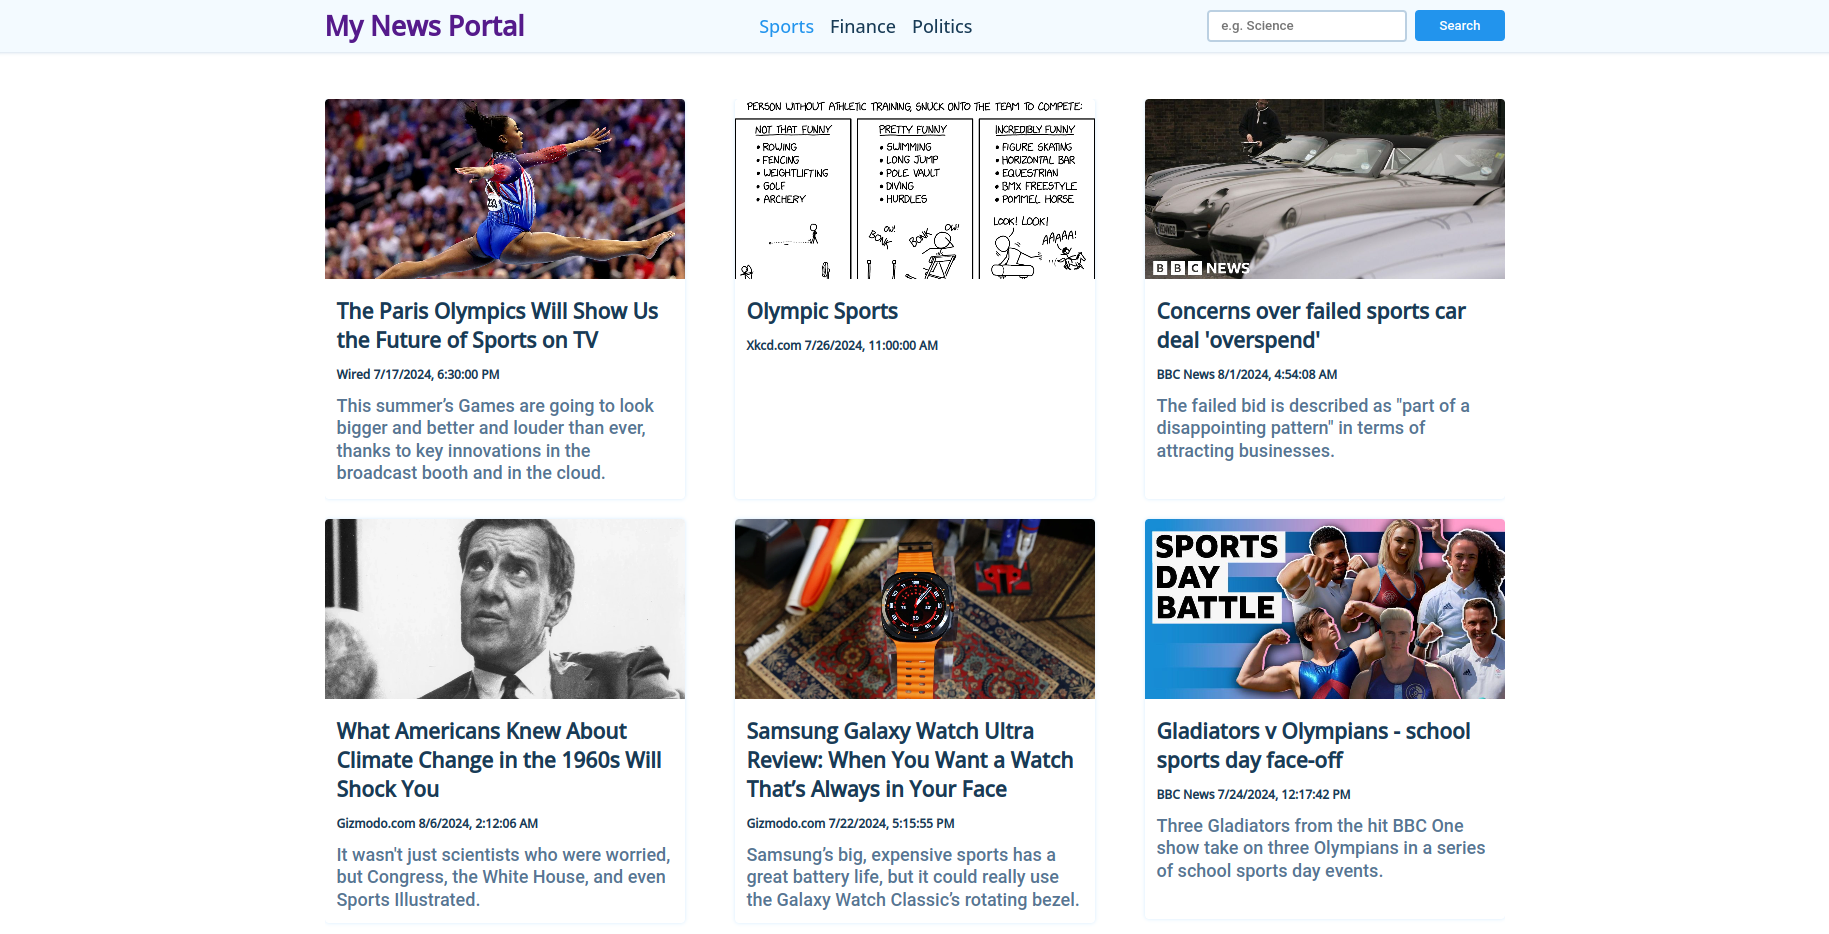 My News Portal
Sports Finance Politics
e.g. Science
Search
PERSON WITHOUT ATHLETIC TRAINING, SNUCK ONTO THE TEAM TO COMPETE:
NOT THAT FUNNY
• ROWING
• FENCING
• WEIGHTLIFTING
• GOLF
• ARCHERY
PRETTY FUNNY
• SWIMMING
• LONG JUMP
• POLE VAULT
• DIVING
• HURDLES
BONK
OW!
BONK
OW!
INCREDIBLY FUNNY
• FIGURE SKATING
• HORIZONTAL BAR
• EQUESTRIAN
• BMX FREESTYLE
• POMMEL HORSE
LOOK! LOOK!
AAAAA!
BBC NEWS
The Paris Olympics Will Show Us
the Future of Sports on TV
Wired 7/17/2024, 6:30:00 PM
This summer’s Games are going to look
bigger and better and louder than ever,
thanks to key innovations in the
broadcast booth and in the cloud.
Olympic Sports
Xkcd.com 7/26/2024, 11:00:00 AM
Concerns over failed sports car
deal 'overspend'
BBC News 8/1/2024, 4:54:08 AM
The failed bid is described as "part of a
disappointing pattern" in terms of
attracting businesses.
What Americans Knew About
Climate Change in the 1960s Will
Shock You
Gizmodo.com 8/6/2024, 2:12:06 AM
It wasn't just scientists who were worried,
but Congress, the White House, and even
Sports Illustrated.
Samsung Galaxy Watch Ultra
Review: When You Want a Watch
That’s Always in Your Face
Gizmodo.com 7/22/2024, 5:15:55 PM
Samsung’s big, expensive sports has a
great battery life, but it could really use
the Galaxy Watch Classic’s rotating bezel.
SPORTS
DAY
BATTLE
Gladiators v Olympians - school
sports day face-off
BBC News 7/24/2024, 12:17:42 PM
Three Gladiators from the hit BBC One
show take on three Olympians in a series
of school sports day events.